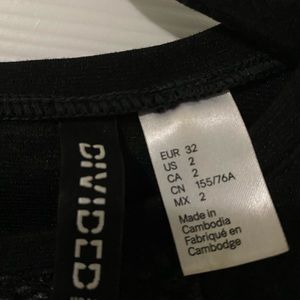 DIVIDED
EUR 32
US 2
CA 2
CN 155/76A
MX 2
Made in
Cambodia
Fabriqué en
Cambodge